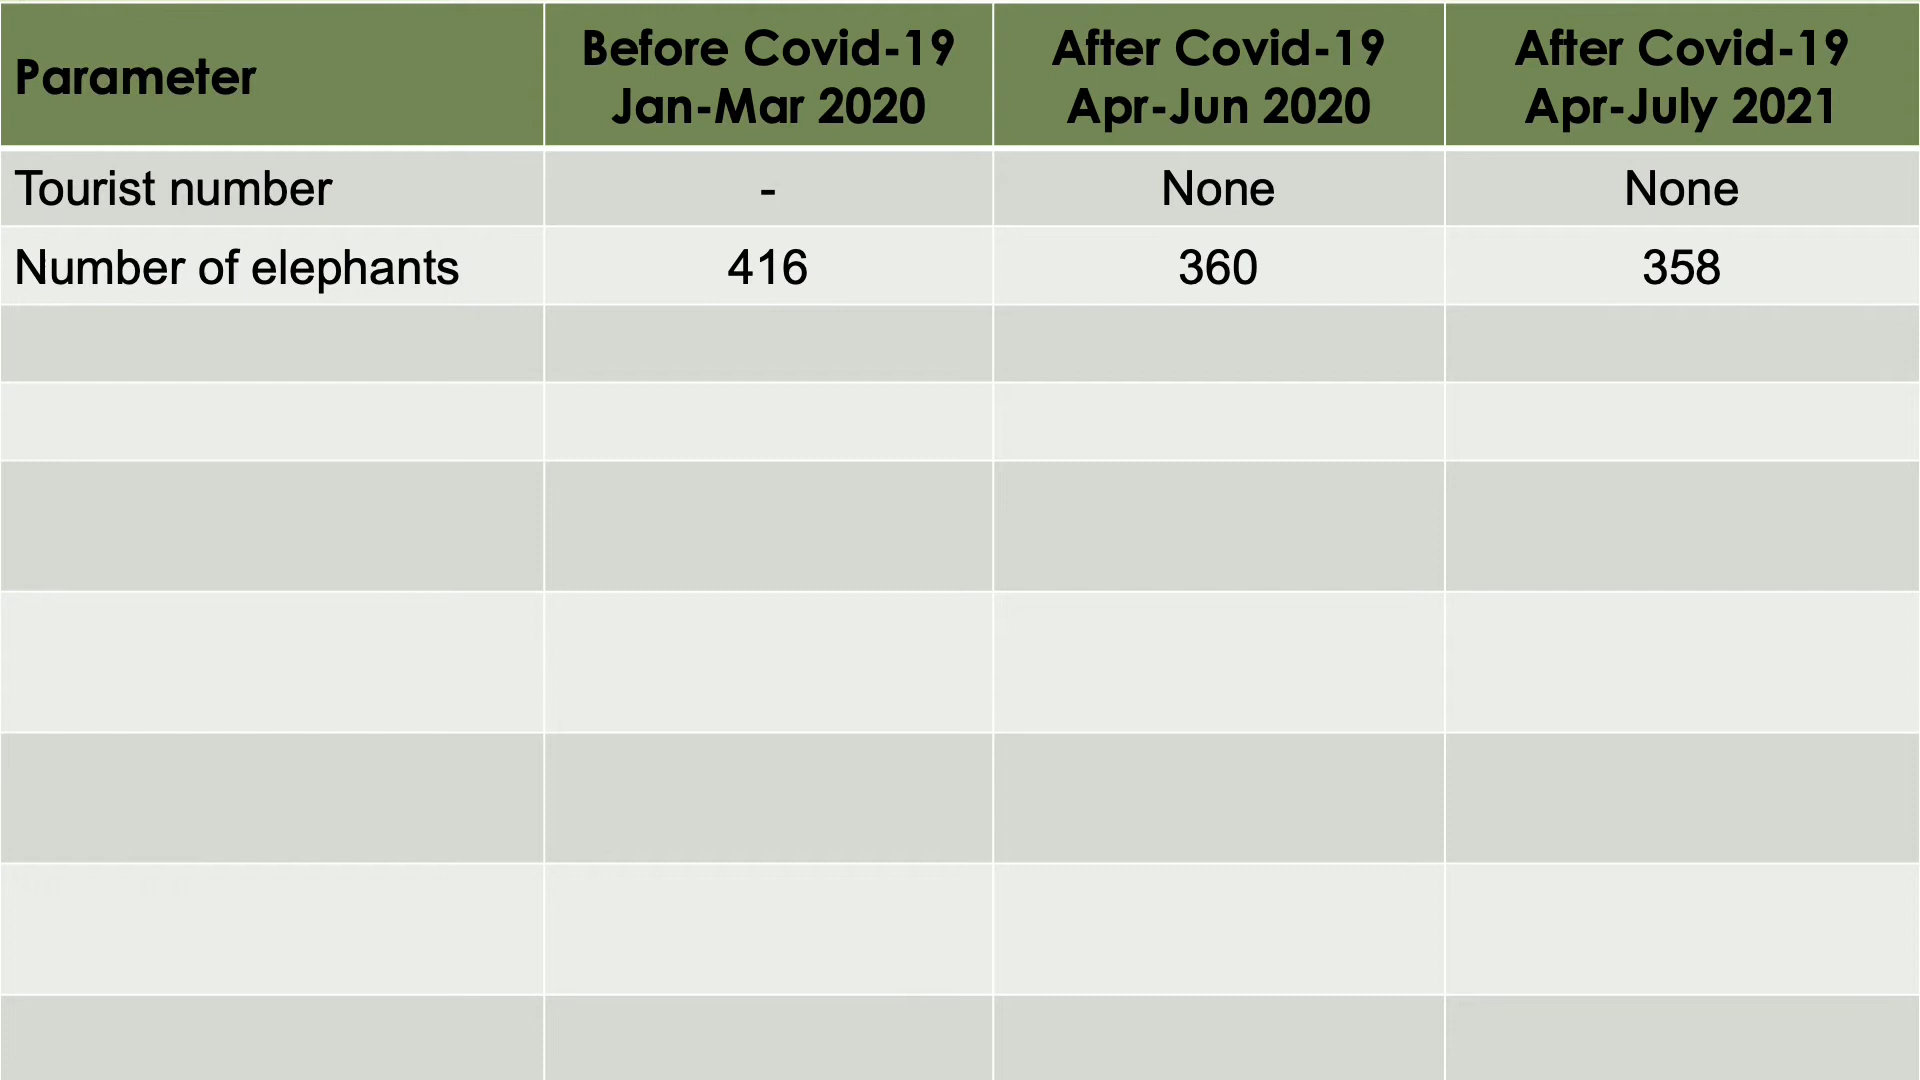 Parameter
Before Covid-19
Jan-Mar 2020
After Covid-19
Apr-Jun 2020
After Covid-19
Apr-July 2021
Tourist number - None None
Number of elephants 416 360 358